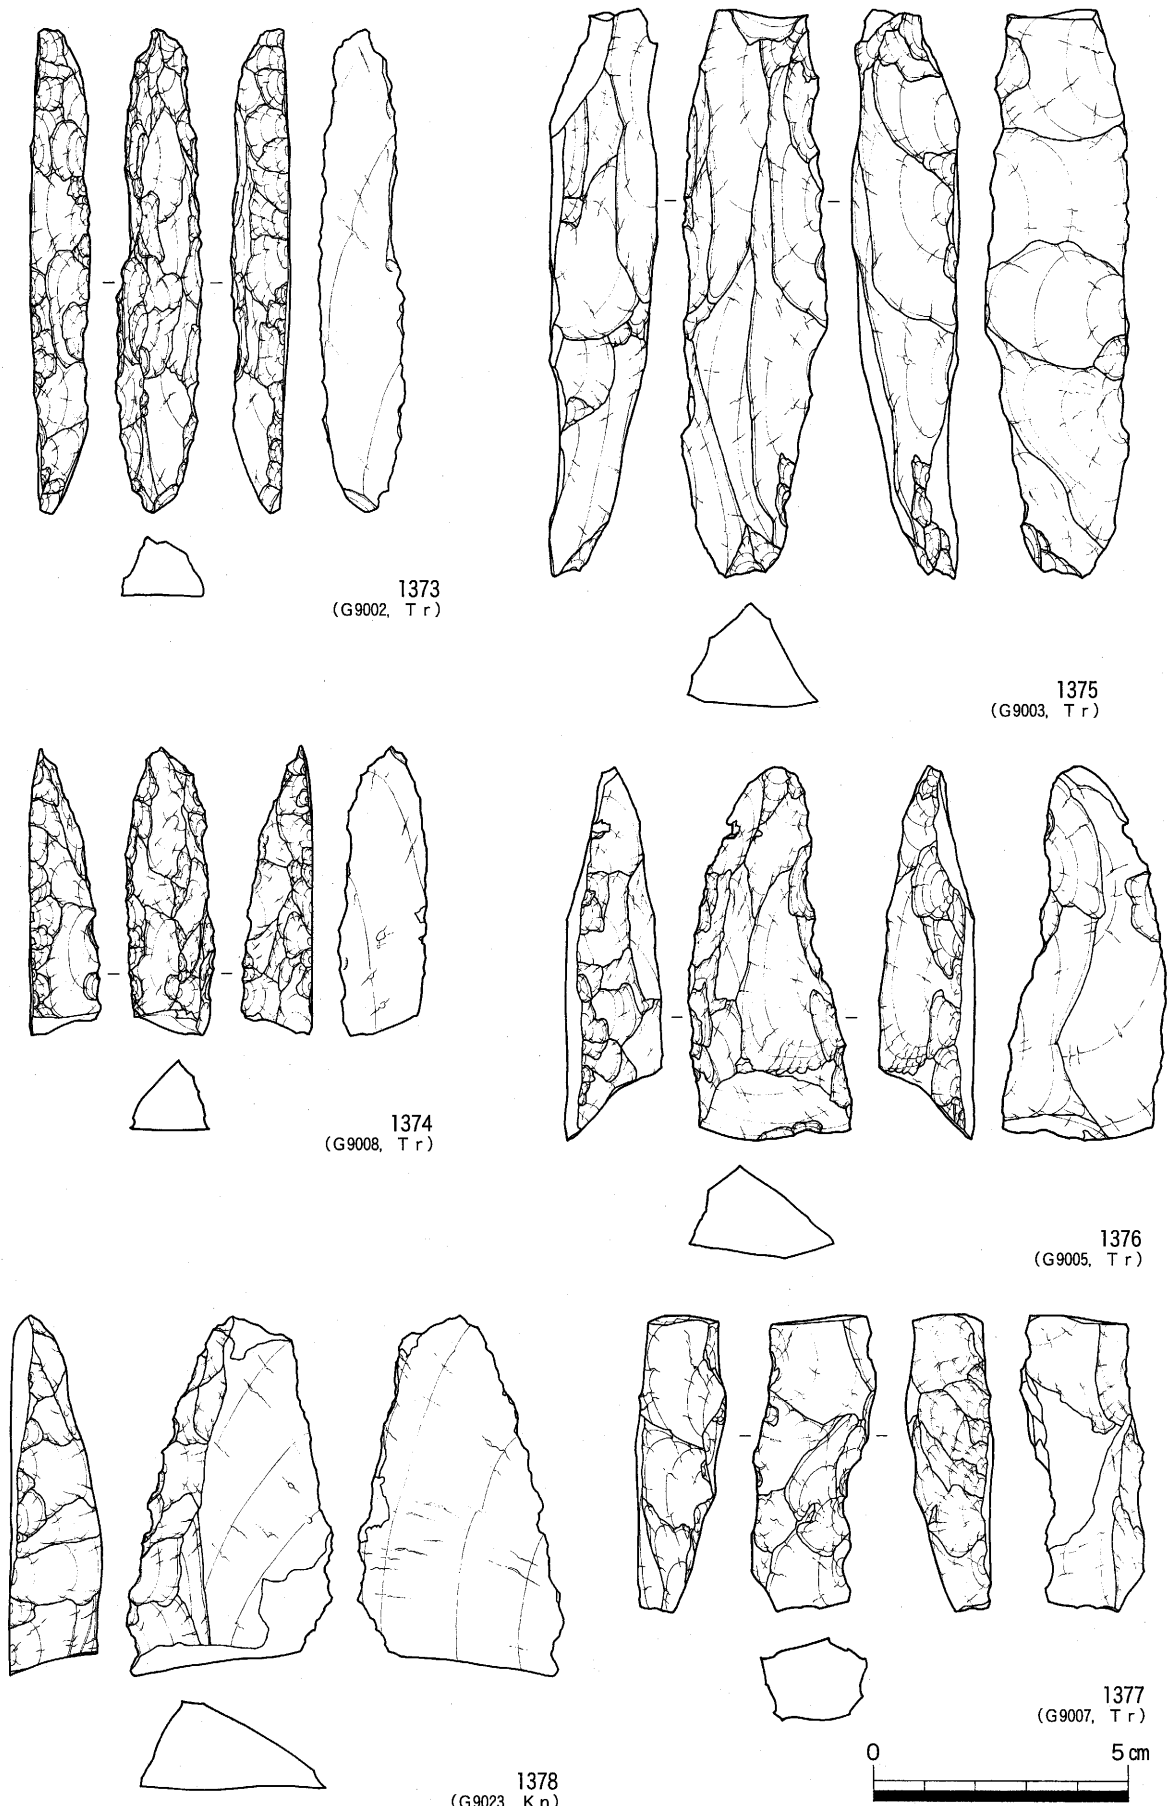 1373
(G9002, Tr)
1375
(G9003, Tr)
1374
(G9008, Tr)
1376
(G9005, Tr)
1377
(G9007, Tr)
0 5 cm
1378
(G9023, Kn)